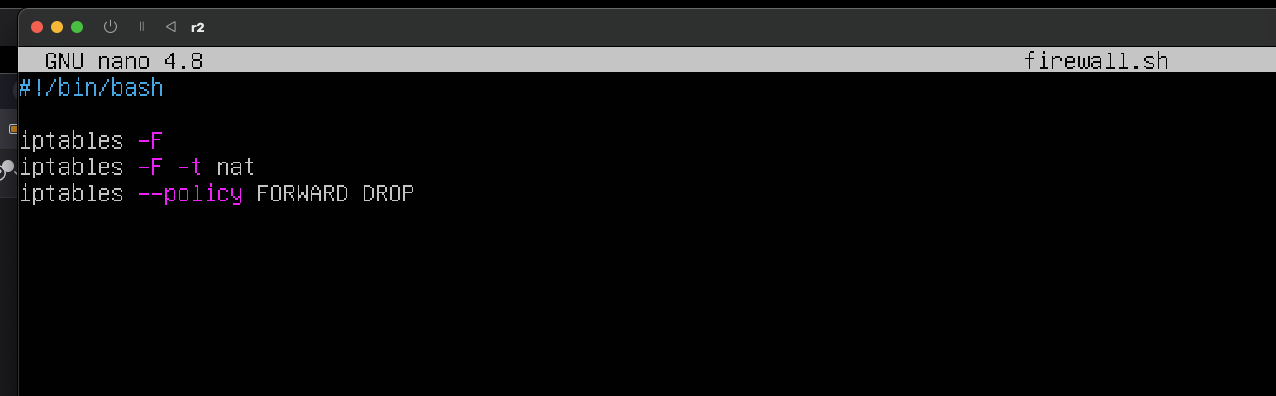 r2
GNU nano 4.8 firewall.sh
#!/bin/bash
iptables -F
iptables -F -t nat
iptables --policy FORWARD DROP